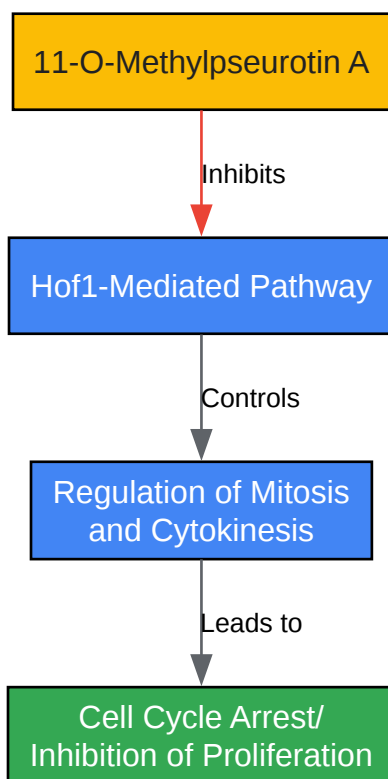 11-O-Methylpseurotin A
Inhibits
Hof1-Mediated Pathway
Controls
Regulation of Mitosis
and Cytokinesis
Leads to
Cell Cycle Arrest/
Inhibition of Proliferation